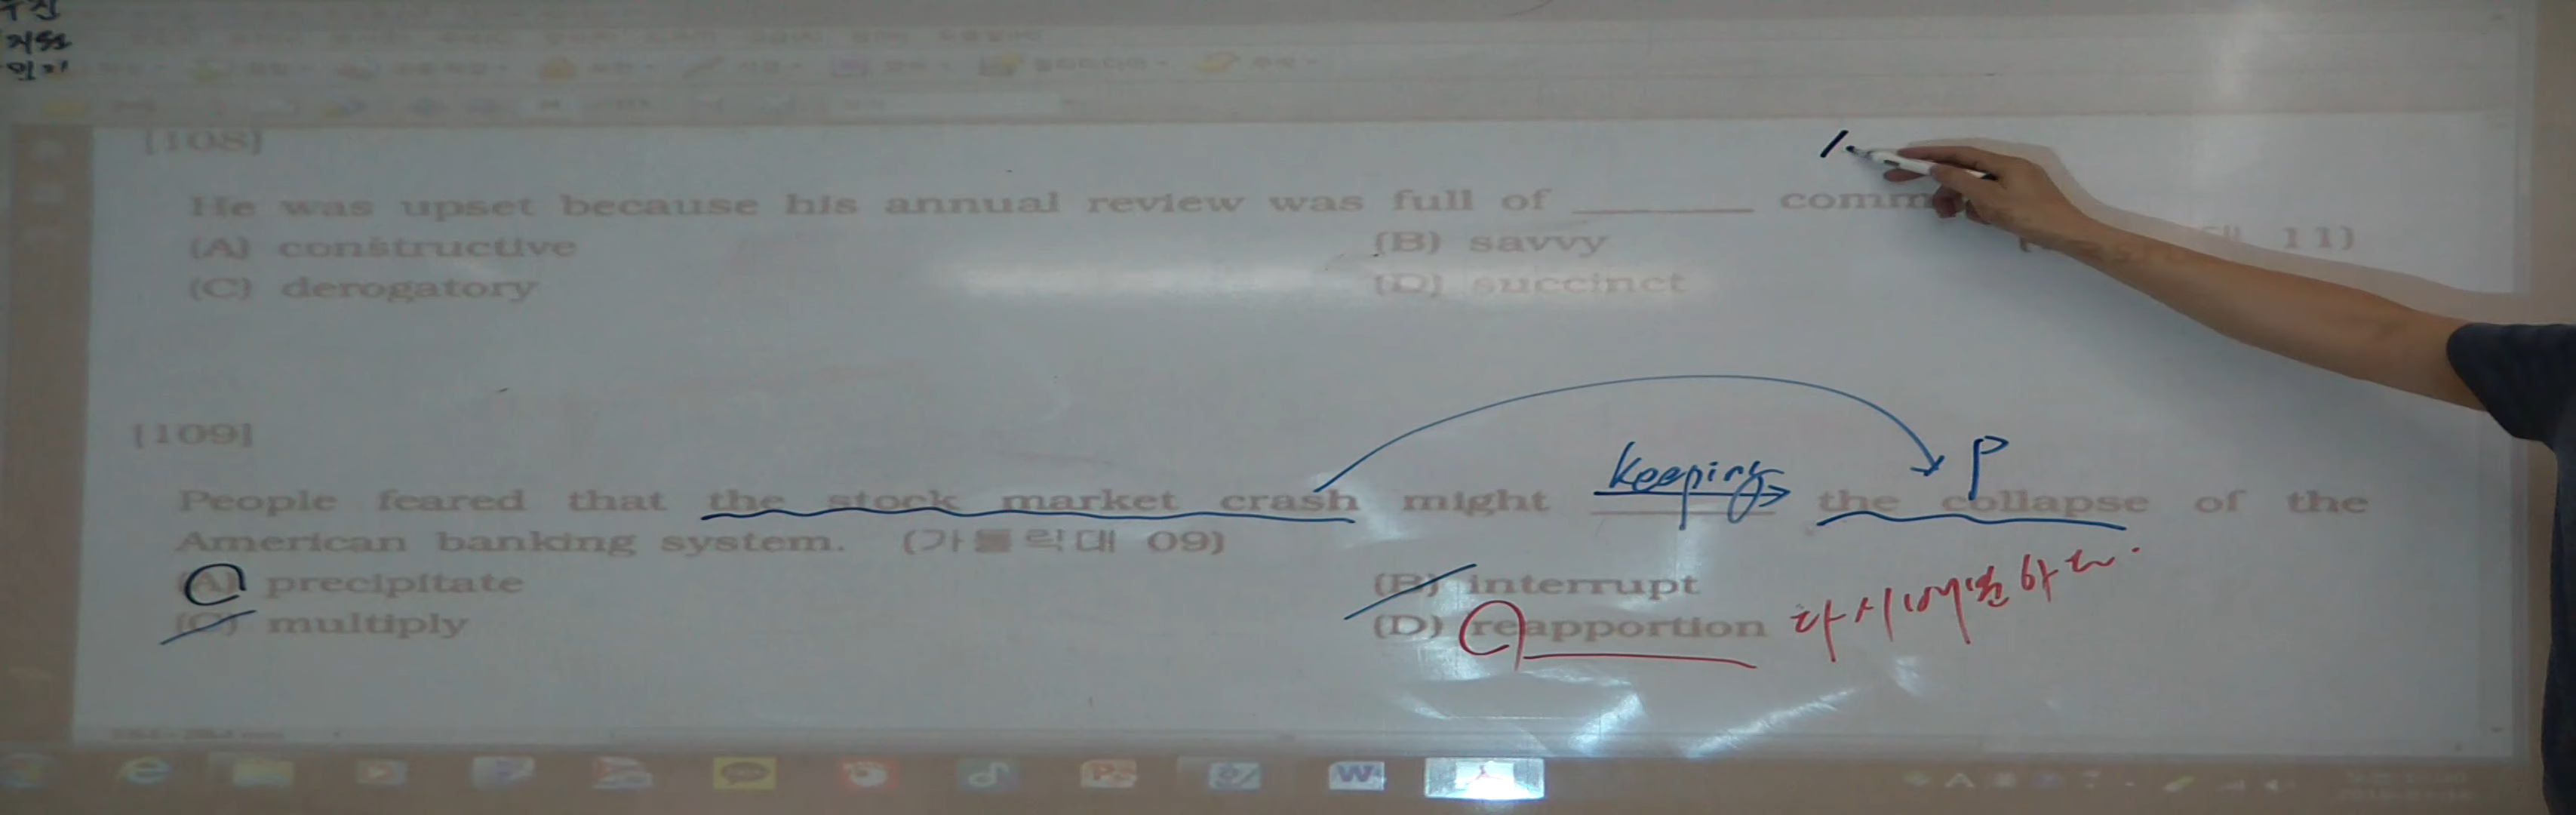 [108]
He was upset because his annual review was full of ______ comm
(A) constructive (B) savvy 11)
(C) derogatory (D) succinct
[109]
keeping P
People feared that the stock market crash might ______ the collapse of the
American banking system. (가톨릭대 09)
(A) precipitate (B) interrupt
(C) multiply (D) reapportion 다시배분하다.